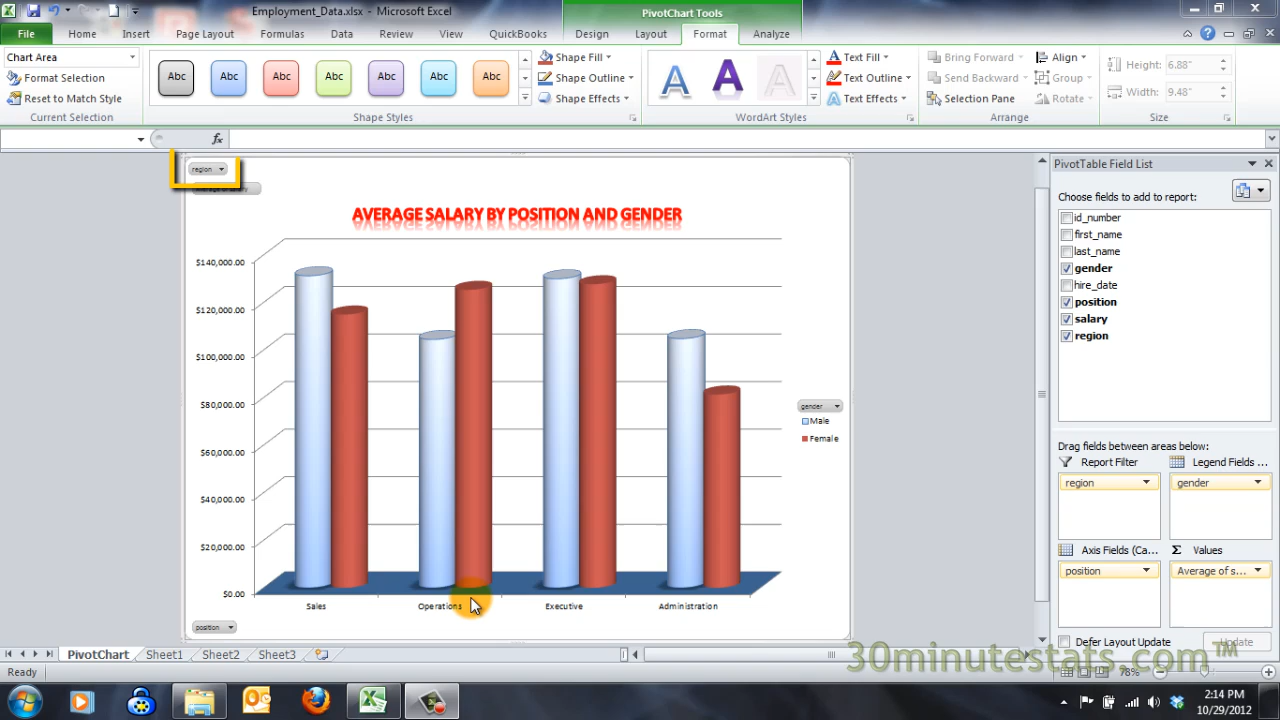 Employment_Data.xlsx - Microsoft Excel
PivotChart Tools
File Home Insert Page Layout Formulas Data Review View QuickBooks Design Layout Format Analyze
Chart Area
Format Selection
Reset to Match Style
Current Selection
Abc Abc Abc Abc Abc Abc Abc
Shape Fill
Shape Outline
Shape Effects
Shape Styles
A A A
Text Fill
Text Outline
Text Effects
WordArt Styles
Bring Forward
Send Backward
Selection Pane
Align
Group
Rotate
Arrange
Height: 6.88"
Width: 9.48"
Size
fx
region
AVERAGE SALARY BY POSITION AND GENDER
$140,000.00
$120,000.00
$100,000.00
$80,000.00
$60,000.00
$40,000.00
$20,000.00
$0.00
Sales Operations Executive Administration
position
gender
Male
Female
PivotTable Field List
Choose fields to add to report:
id_number
first_name
last_name
gender
hire_date
position
salary
region
Drag fields between areas below:
Report Filter Legend Fields ...
region gender
Axis Fields (Ca... Σ Values
position Average of s...
Defer Layout Update Update
PivotChart Sheet1 Sheet2 Sheet3
30minutestats.com™
Ready
78%
2:14 PM
10/29/2012